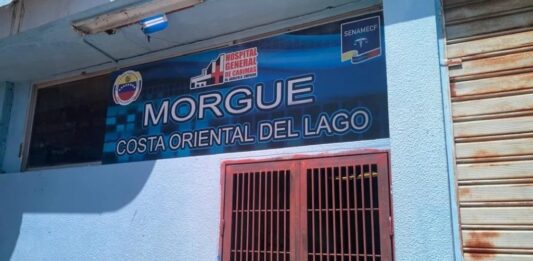 HOSPITAL
GENERAL
DE CABIMAS
SENAMECF
MORGUE
COSTA ORIENTAL DEL LAGO